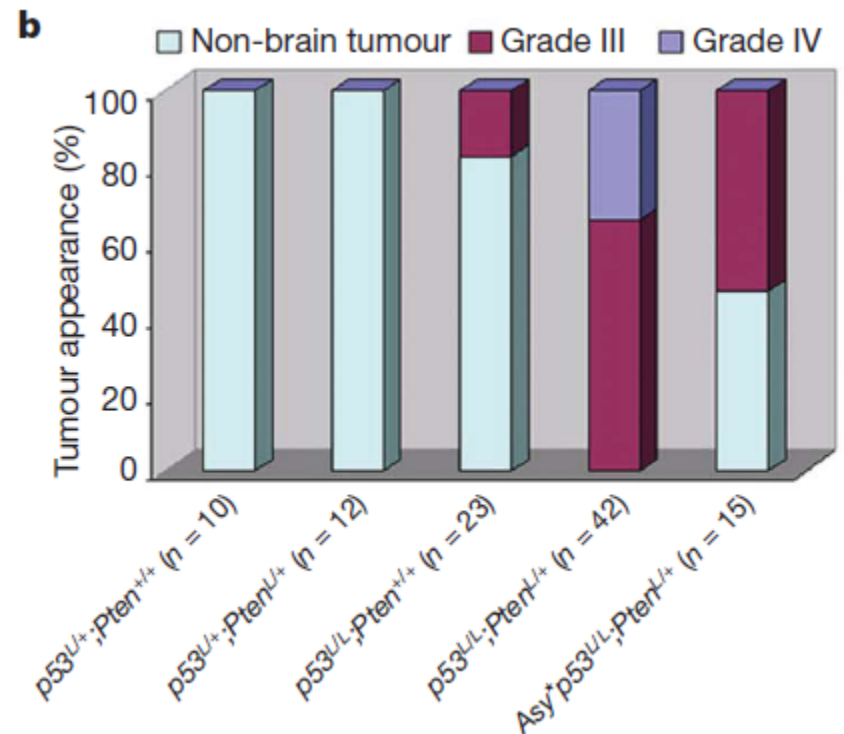 b
Non-brain tumour Grade III Grade IV
Tumour appearance (%)
100
80
60
40
20
0
p53L/+;Pten+/+ (n = 10)
p53L/+;PtenL/+ (n = 12)
p53L/L;Pten+/+ (n = 23)
p53L/L;PtenL/+ (n = 42)
Asy*p53L/L;PtenL/+ (n = 15)